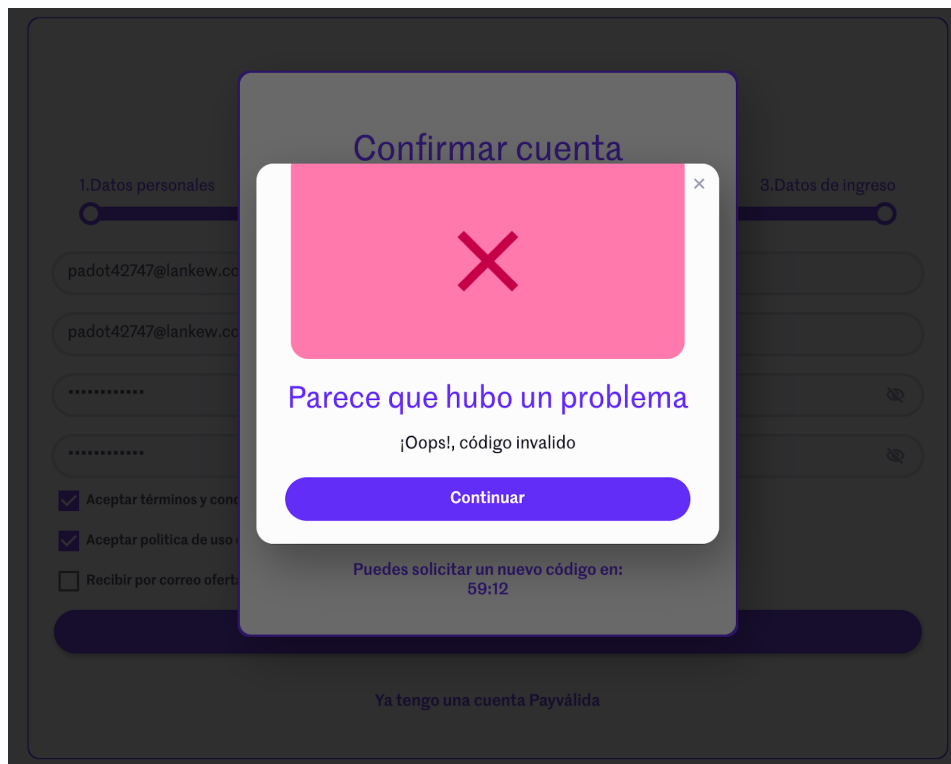 Confirmar cuenta
1.Datos personales
3.Datos de ingreso
padot42747@lankew.co
padot42747@lankew.co
Parece que hubo un problema
¡Oops!, código invalido
Continuar
Aceptar términos y cond
Aceptar política de uso
Recibir por correo oferta
Puedes solicitar un nuevo código en:
59:12
Ya tengo una cuenta Payválida